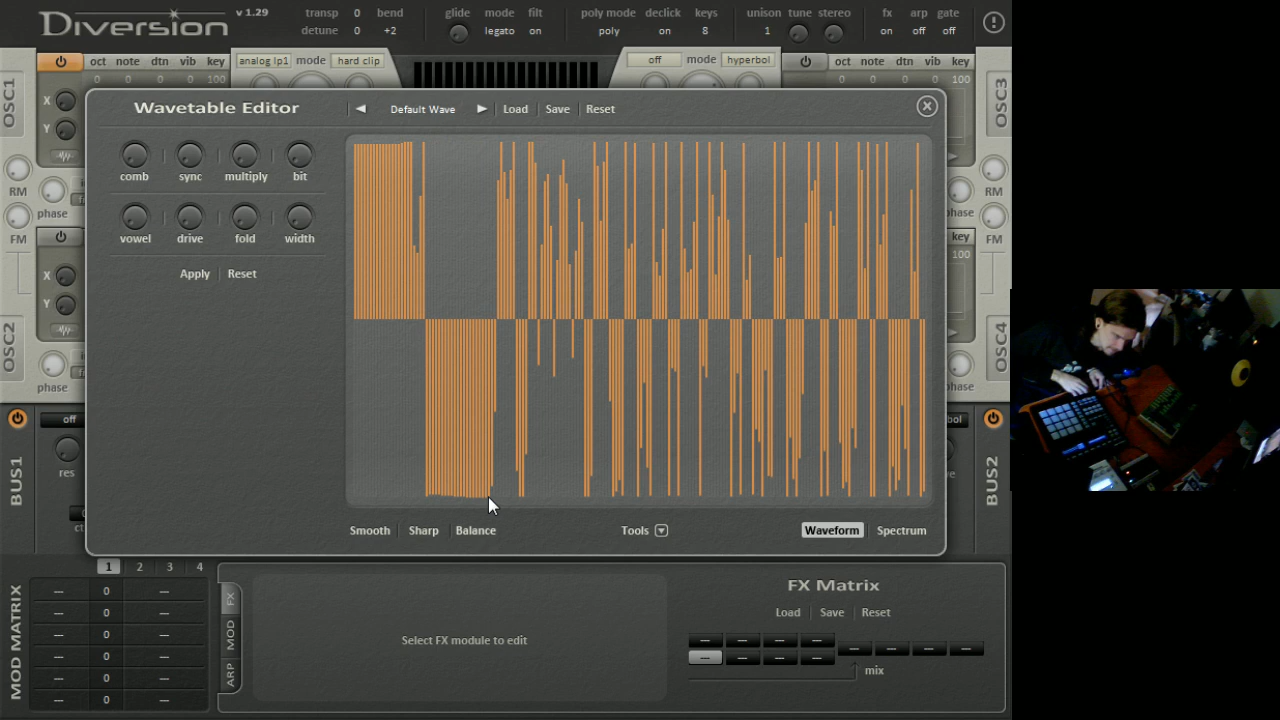 Diversion v 1.29
transp 0 bend glide mode filt poly mode declick keys unison tune stereo fx arp gate
detune 0 +2 legato on poly on 8 1 on off off
oct note dtn vib key analog lp1 mode hard clip off mode hyperbol oct note dtn vib key
0 0 0 0 100 0 0 0 0 100
OSC1 X Y RM FM phase
OSC3 RM FM phase
Wavetable Editor
Default Wave Load Save Reset
comb sync multiply bit
vowel drive fold width
Apply Reset
key
100
OSC2 X Y phase
OSC4 phase
Smooth Sharp Balance Tools Waveform Spectrum
BUS1 off res
BUS2
MOD MATRIX
1 2 3 4
--- 0 ---
--- 0 ---
--- 0 ---
--- 0 ---
--- 0 ---
--- 0 ---
FX
MOD
ARP
Select FX module to edit
FX Matrix
Load Save Reset
--- --- --- --- --- --- --- ---
--- --- --- ---
mix